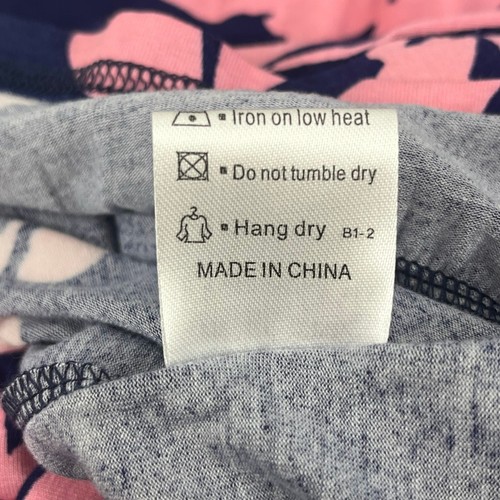 ▪ Iron on low heat
▪ Do not tumble dry
▪ Hang dry B1-2
MADE IN CHINA